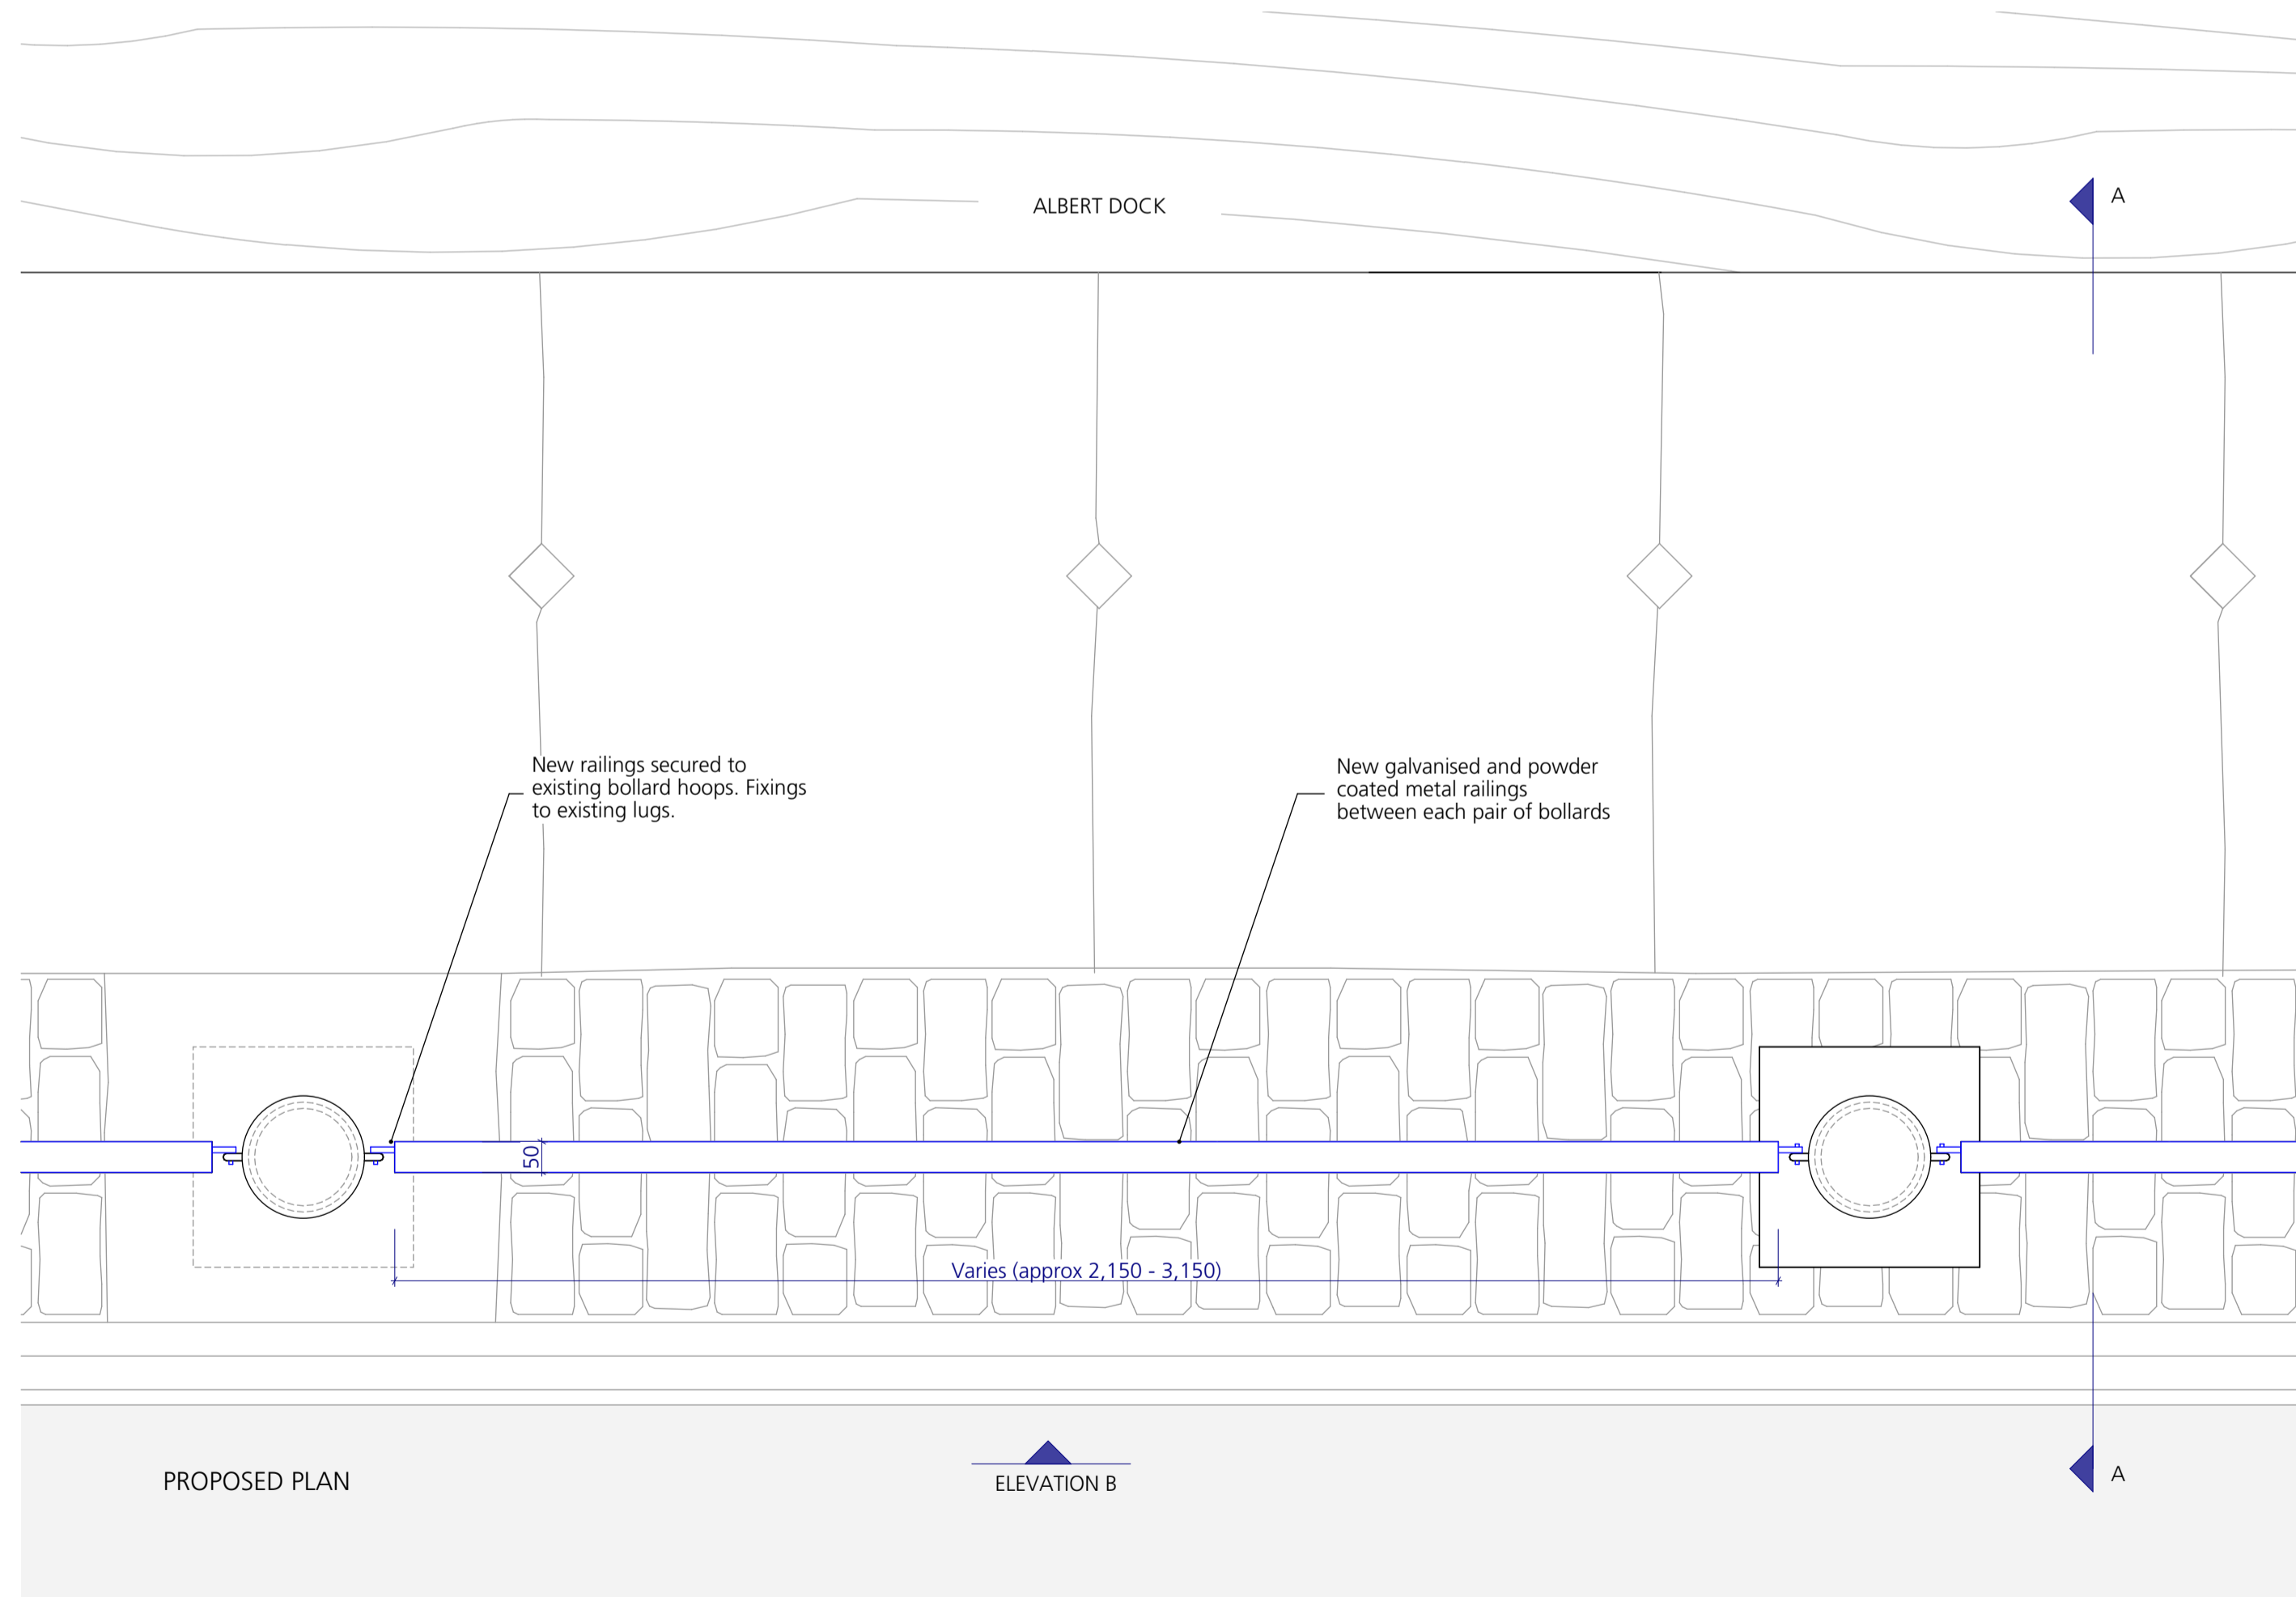 ALBERT DOCK
A
New railings secured to
existing bollard hoops. Fixings
to existing lugs.
New galvanised and powder
coated metal railings
between each pair of bollards
50
Varies (approx 2,150 - 3,150)
PROPOSED PLAN
ELEVATION B
A